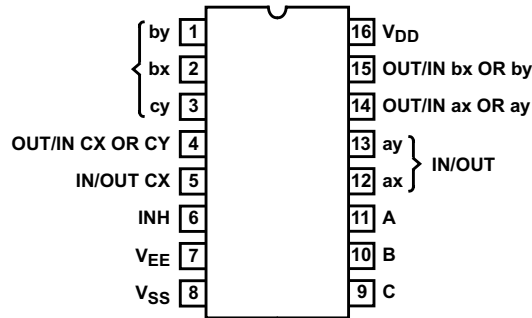 by 1 16 VDD
bx 2 15 OUT/IN bx OR by
cy 3 14 OUT/IN ax OR ay
OUT/IN CX OR CY 4 13 ay
IN/OUT
IN/OUT CX 5 12 ax
INH 6 11 A
VEE 7 10 B
VSS 8 9 C